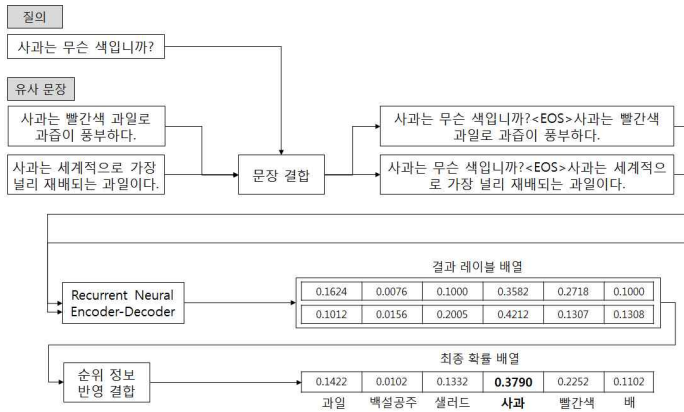 질의
사과는 무슨 색입니까?
유사 문장
사과는 빨간색 과일로
과즙이 풍부하다.
사과는 세계적으로 가장
널리 재배되는 과일이다.
문장 결합
사과는 무슨 색입니까?<EOS>사과는 빨간색
과일로 과즙이 풍부하다.
사과는 무슨 색입니까?<EOS>사과는 세계적으
로 가장 널리 재배되는 과일이다.
결과 레이블 배열
Recurrent Neural
Encoder-Decoder
0.1624 0.0076 0.1000 0.3582 0.2718 0.1000
0.1012 0.0156 0.2005 0.4212 0.1307 0.1308
순위 정보
반영 결합
최종 확률 배열
0.1422 0.0102 0.1332 0.3790 0.2252 0.1102
과일 백설공주 샐러드 사과 빨간색 배